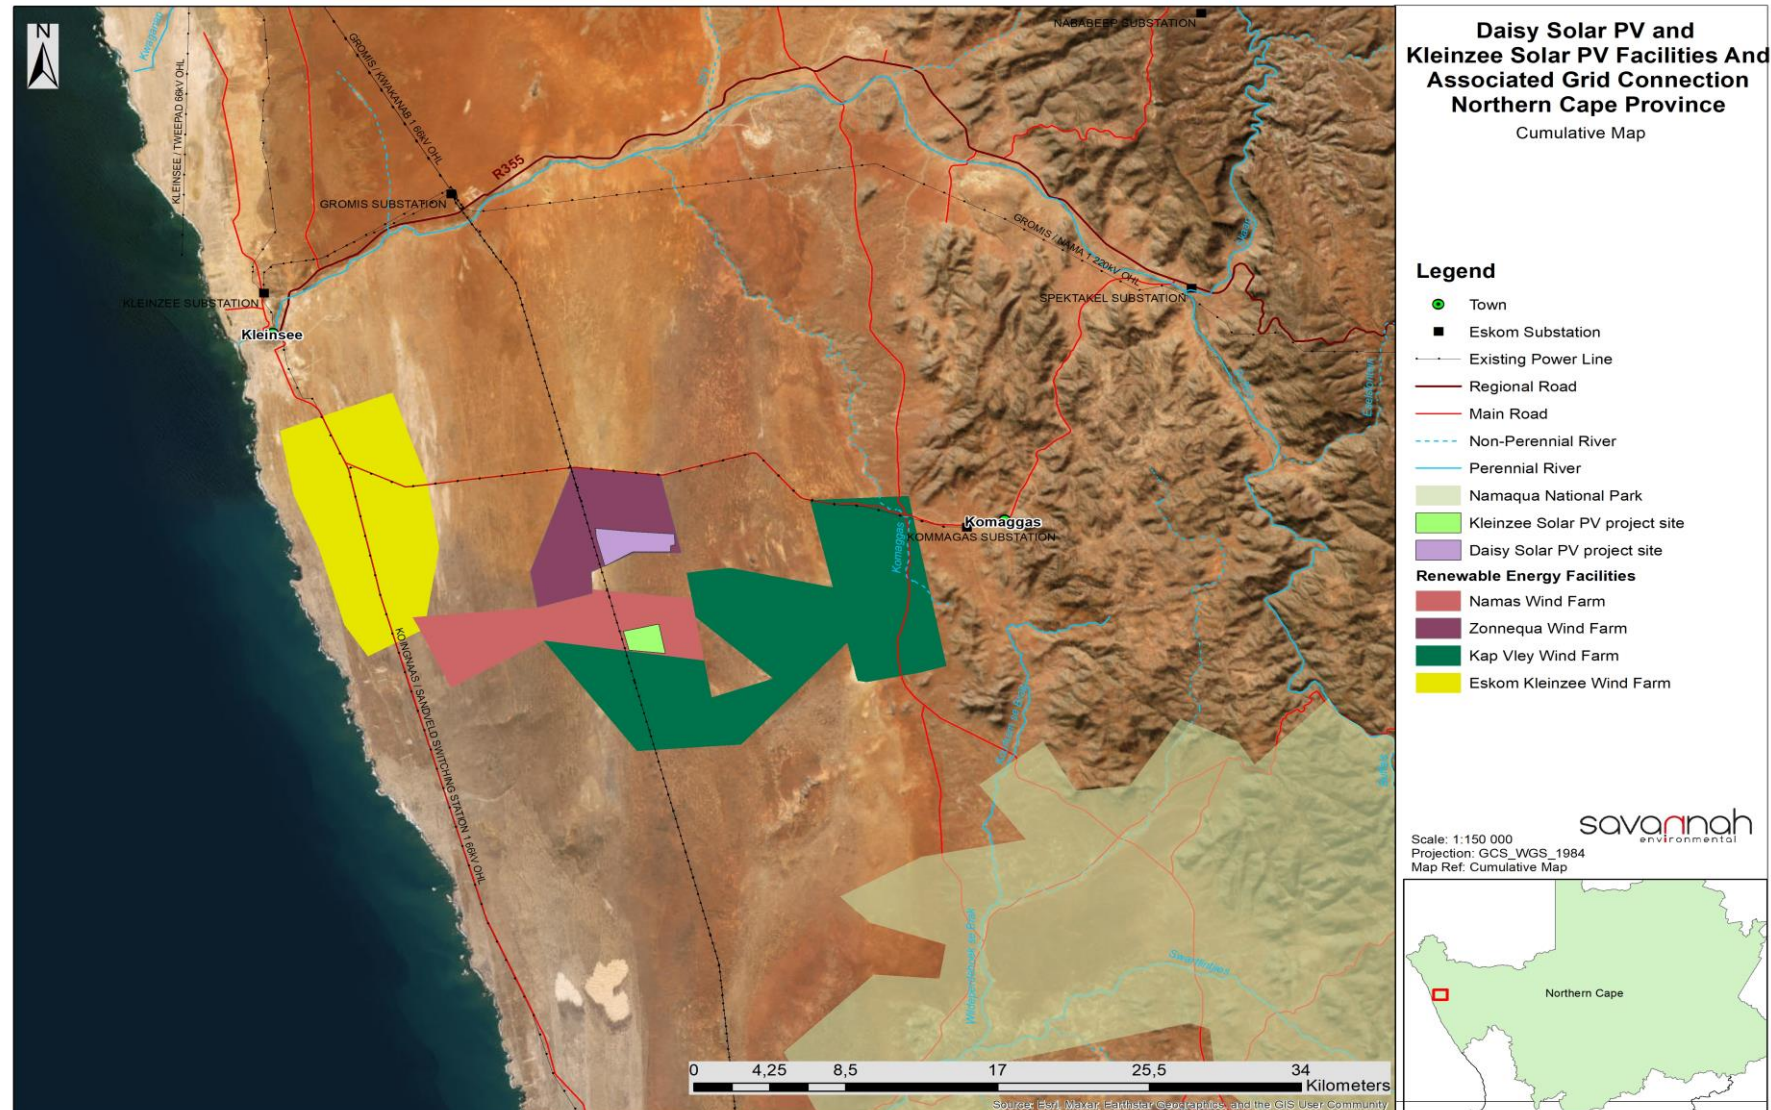 Daisy Solar PV and
Kleinzee Solar PV Facilities And
Associated Grid Connection
Northern Cape Province
Cumulative Map
N
Kwaganap
KLEINSEE / TWEEPAD 66kV OHL
GROMIS / KWAKANAB 1 66kV OHL
NABABEEP SUBSTATION
R355
GROMIS SUBSTATION
GROMIS / NAMA 1 220kV OHL
SPEKTAKEL SUBSTATION
KLEINZEE SUBSTATION
Kleinsee
Komaggas
KOMMAGAS SUBSTATION
Komaggas
KOINGNAAS / SANDVELD SWITCHING STATION 1 66kV OHL
Swartlintjies
Legend
Town
Eskom Substation
Existing Power Line
Regional Road
Main Road
Non-Perennial River
Perennial River
Namaqua National Park
Kleinzee Solar PV project site
Daisy Solar PV project site
Renewable Energy Facilities
Namas Wind Farm
Zonnequa Wind Farm
Kap Vley Wind Farm
Eskom Kleinzee Wind Farm
savannah
environmental
Scale: 1:150 000
Projection: GCS_WGS_1984
Map Ref: Cumulative Map
Northern Cape
0 4,25 8,5 17 25,5 34
Kilometers
Source: Esri, Maxar, Earthstar Geographics, and the GIS User Community